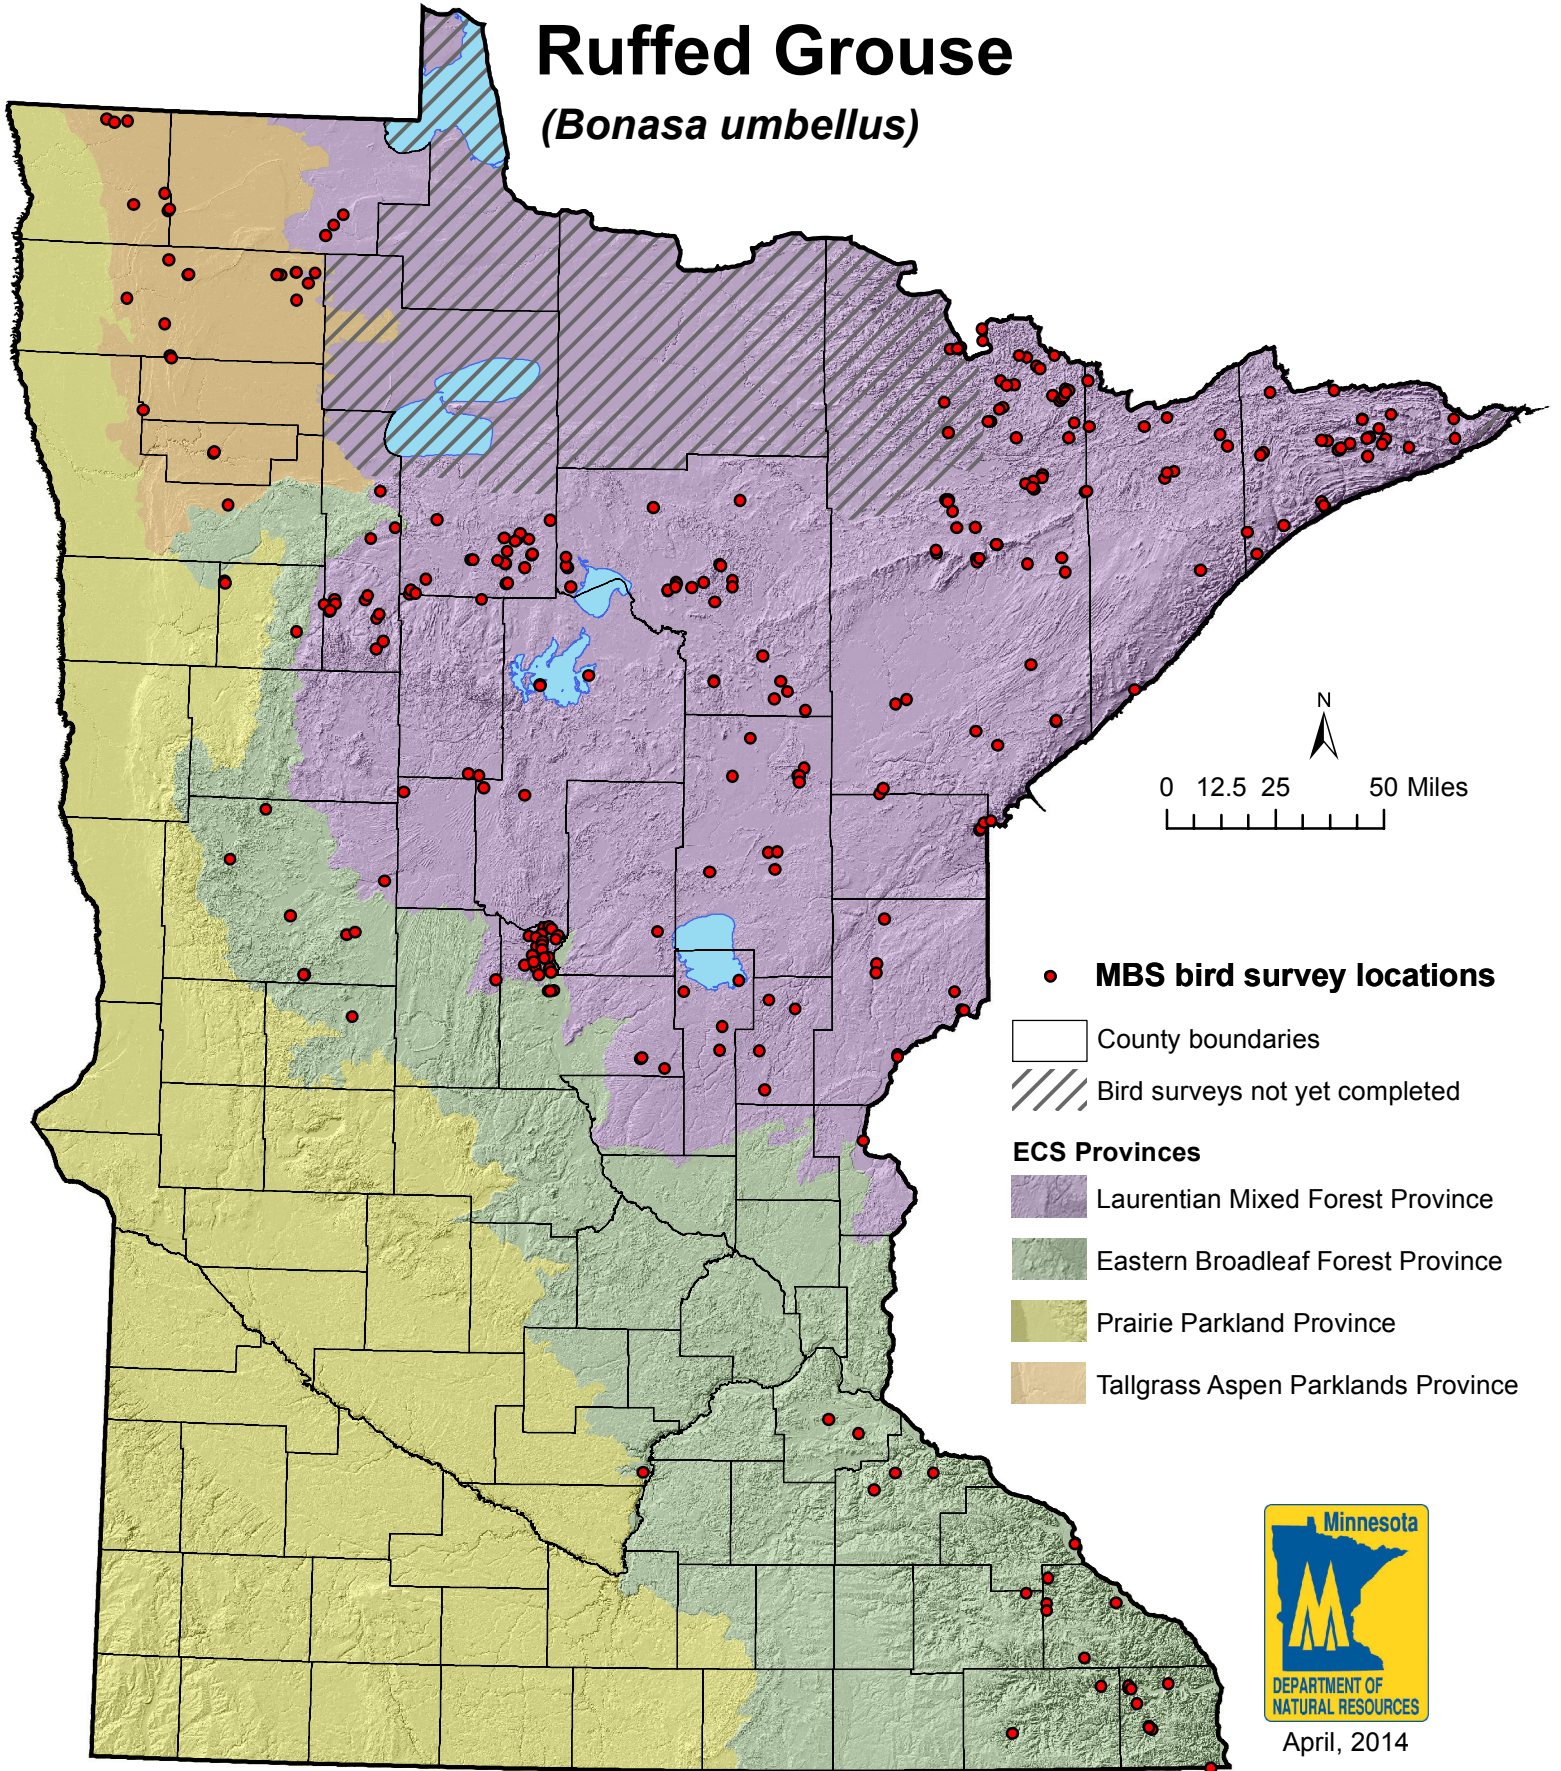 Ruffed Grouse
(Bonasa umbellus)
N
0 12.5 25 50 Miles
MBS bird survey locations
County boundaries
Bird surveys not yet completed
ECS Provinces
Laurentian Mixed Forest Province
Eastern Broadleaf Forest Province
Prairie Parkland Province
Tallgrass Aspen Parklands Province
Minnesota
DEPARTMENT OF
NATURAL RESOURCES
April, 2014